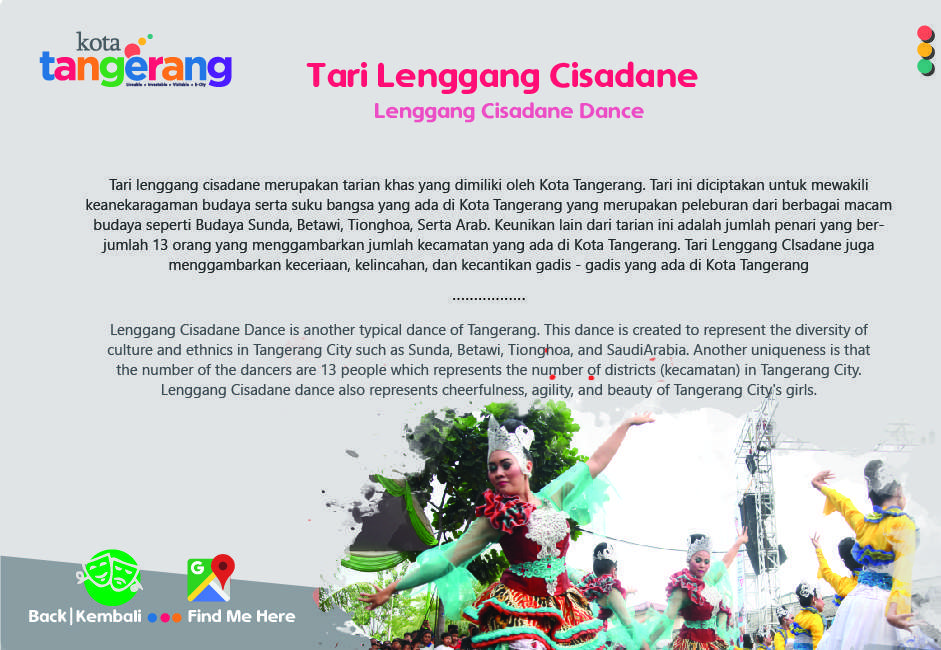 kota
tangerang
Liveable • Investable • Visitable • E-City
Tari Lenggang Cisadane
Lenggang Cisadane Dance
Tari lenggang cisadane merupakan tarian khas yang dimiliki oleh Kota Tangerang. Tari ini diciptakan untuk mewakili
keanekaragaman budaya serta suku bangsa yang ada di Kota Tangerang yang merupakan peleburan dari berbagai macam
budaya seperti Budaya Sunda, Betawi, Tionghoa, Serta Arab. Keunikan lain dari tarian ini adalah jumlah penari yang ber-
jumlah 13 orang yang menggambarkan jumlah kecamatan yang ada di Kota Tangerang. Tari Lenggang CIsadane juga
menggambarkan keceriaan, kelincahan, dan kecantikan gadis - gadis yang ada di Kota Tangerang
.................
Lenggang Cisadane Dance is another typical dance of Tangerang. This dance is created to represent the diversity of
culture and ethnics in Tangerang City such as Sunda, Betawi, Tionghoa, and SaudiArabia. Another uniqueness is that
the number of the dancers are 13 people which represents the number of districts (kecamatan) in Tangerang City.
Lenggang Cisadane dance also represents cheerfulness, agility, and beauty of Tangerang City's girls.
G
Back|Kembali ●●● Find Me Here